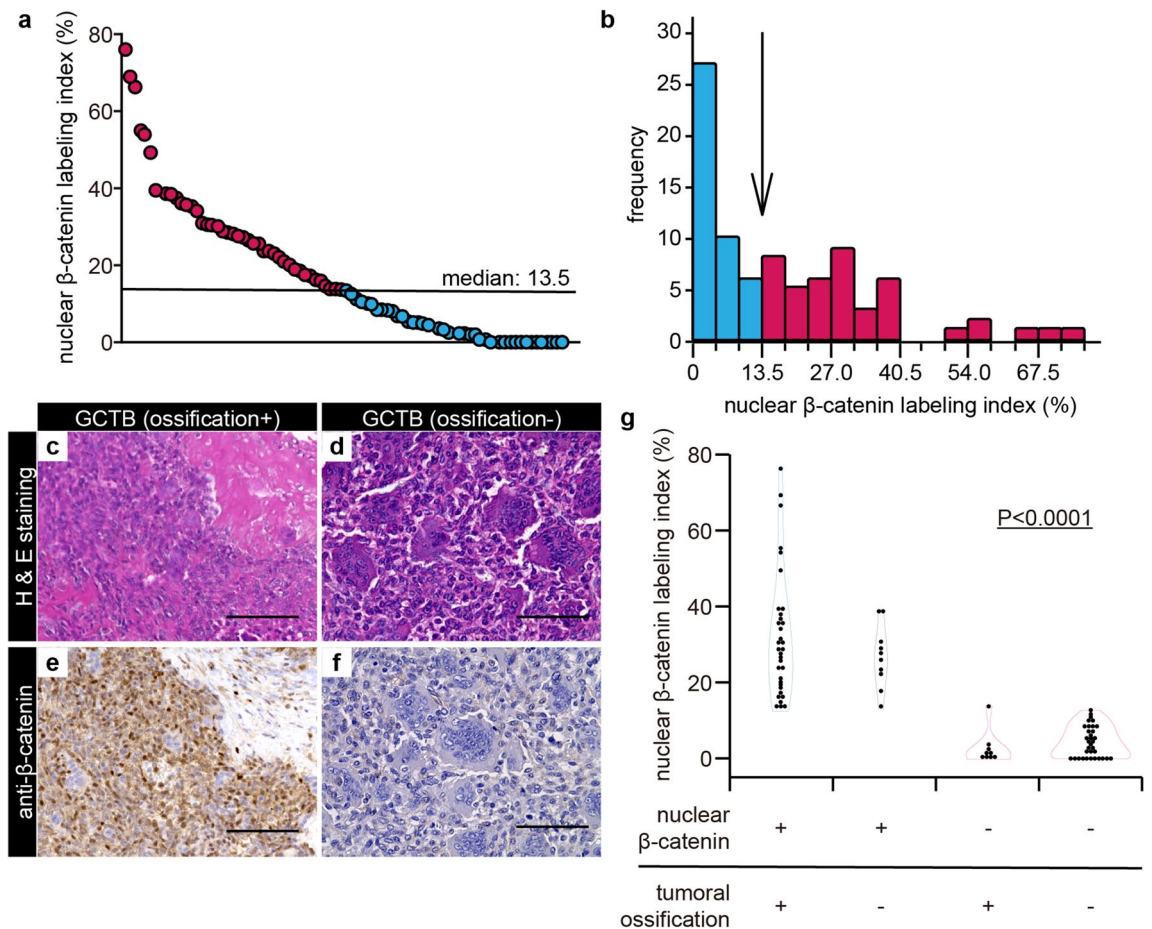 a
nuclear β-catenin labeling index (%)
80
60
40
20
0
median: 13.5
b
frequency
30
25
20
15
10
5
0
0 13.5 27.0 40.5 54.0 67.5
nuclear β-catenin labeling index (%)
GCTB (ossification+) GCTB (ossification-)
H & E staining
c d
anti-β-catenin
e f
g
nuclear β-catenin labeling index (%)
80
60
40
20
0
P<0.0001
nuclear
β-catenin
+ + - -
tumoral
ossification
+ - + -